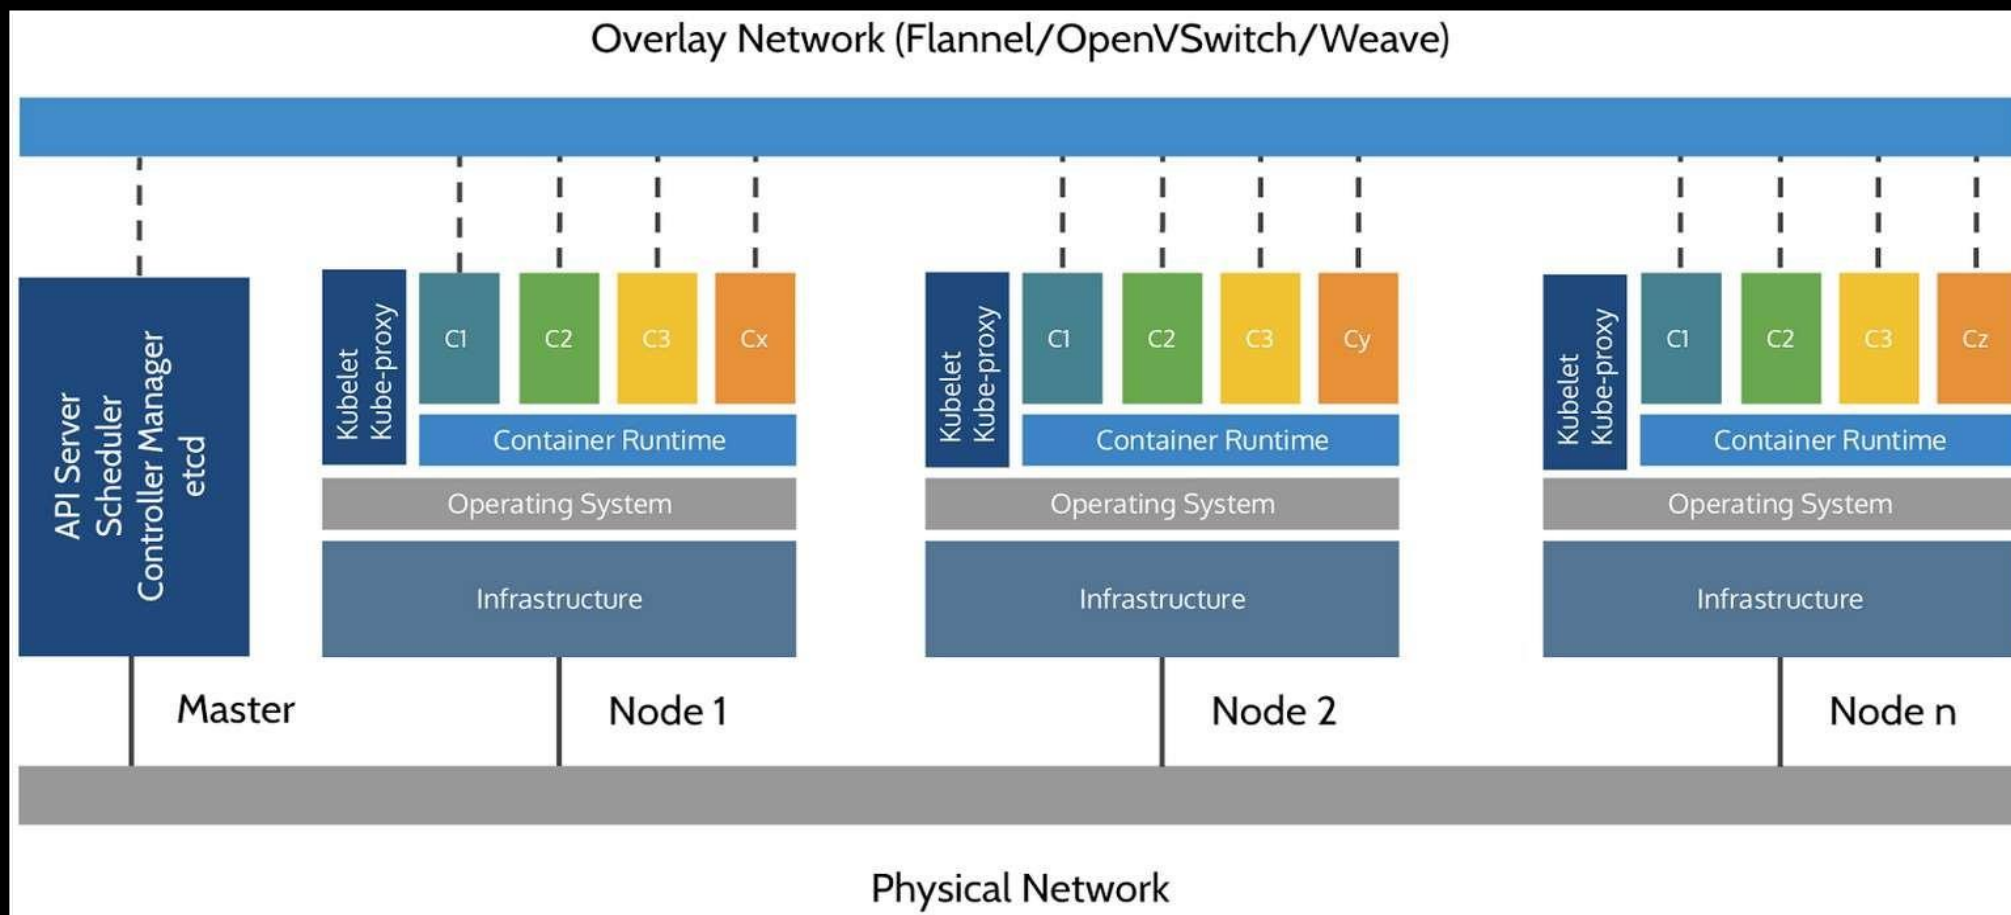 Overlay Network (Flannel/OpenVSwitch/Weave)
API Server
Scheduler
Controller Manager
etcd
Master
Kubelet
Kube-proxy
C1
C2
C3
Cx
Container Runtime
Operating System
Infrastructure
Node 1
Kubelet
Kube-proxy
C1
C2
C3
Cy
Container Runtime
Operating System
Infrastructure
Node 2
Kubelet
Kube-proxy
C1
C2
C3
Cz
Container Runtime
Operating System
Infrastructure
Node n
Physical Network